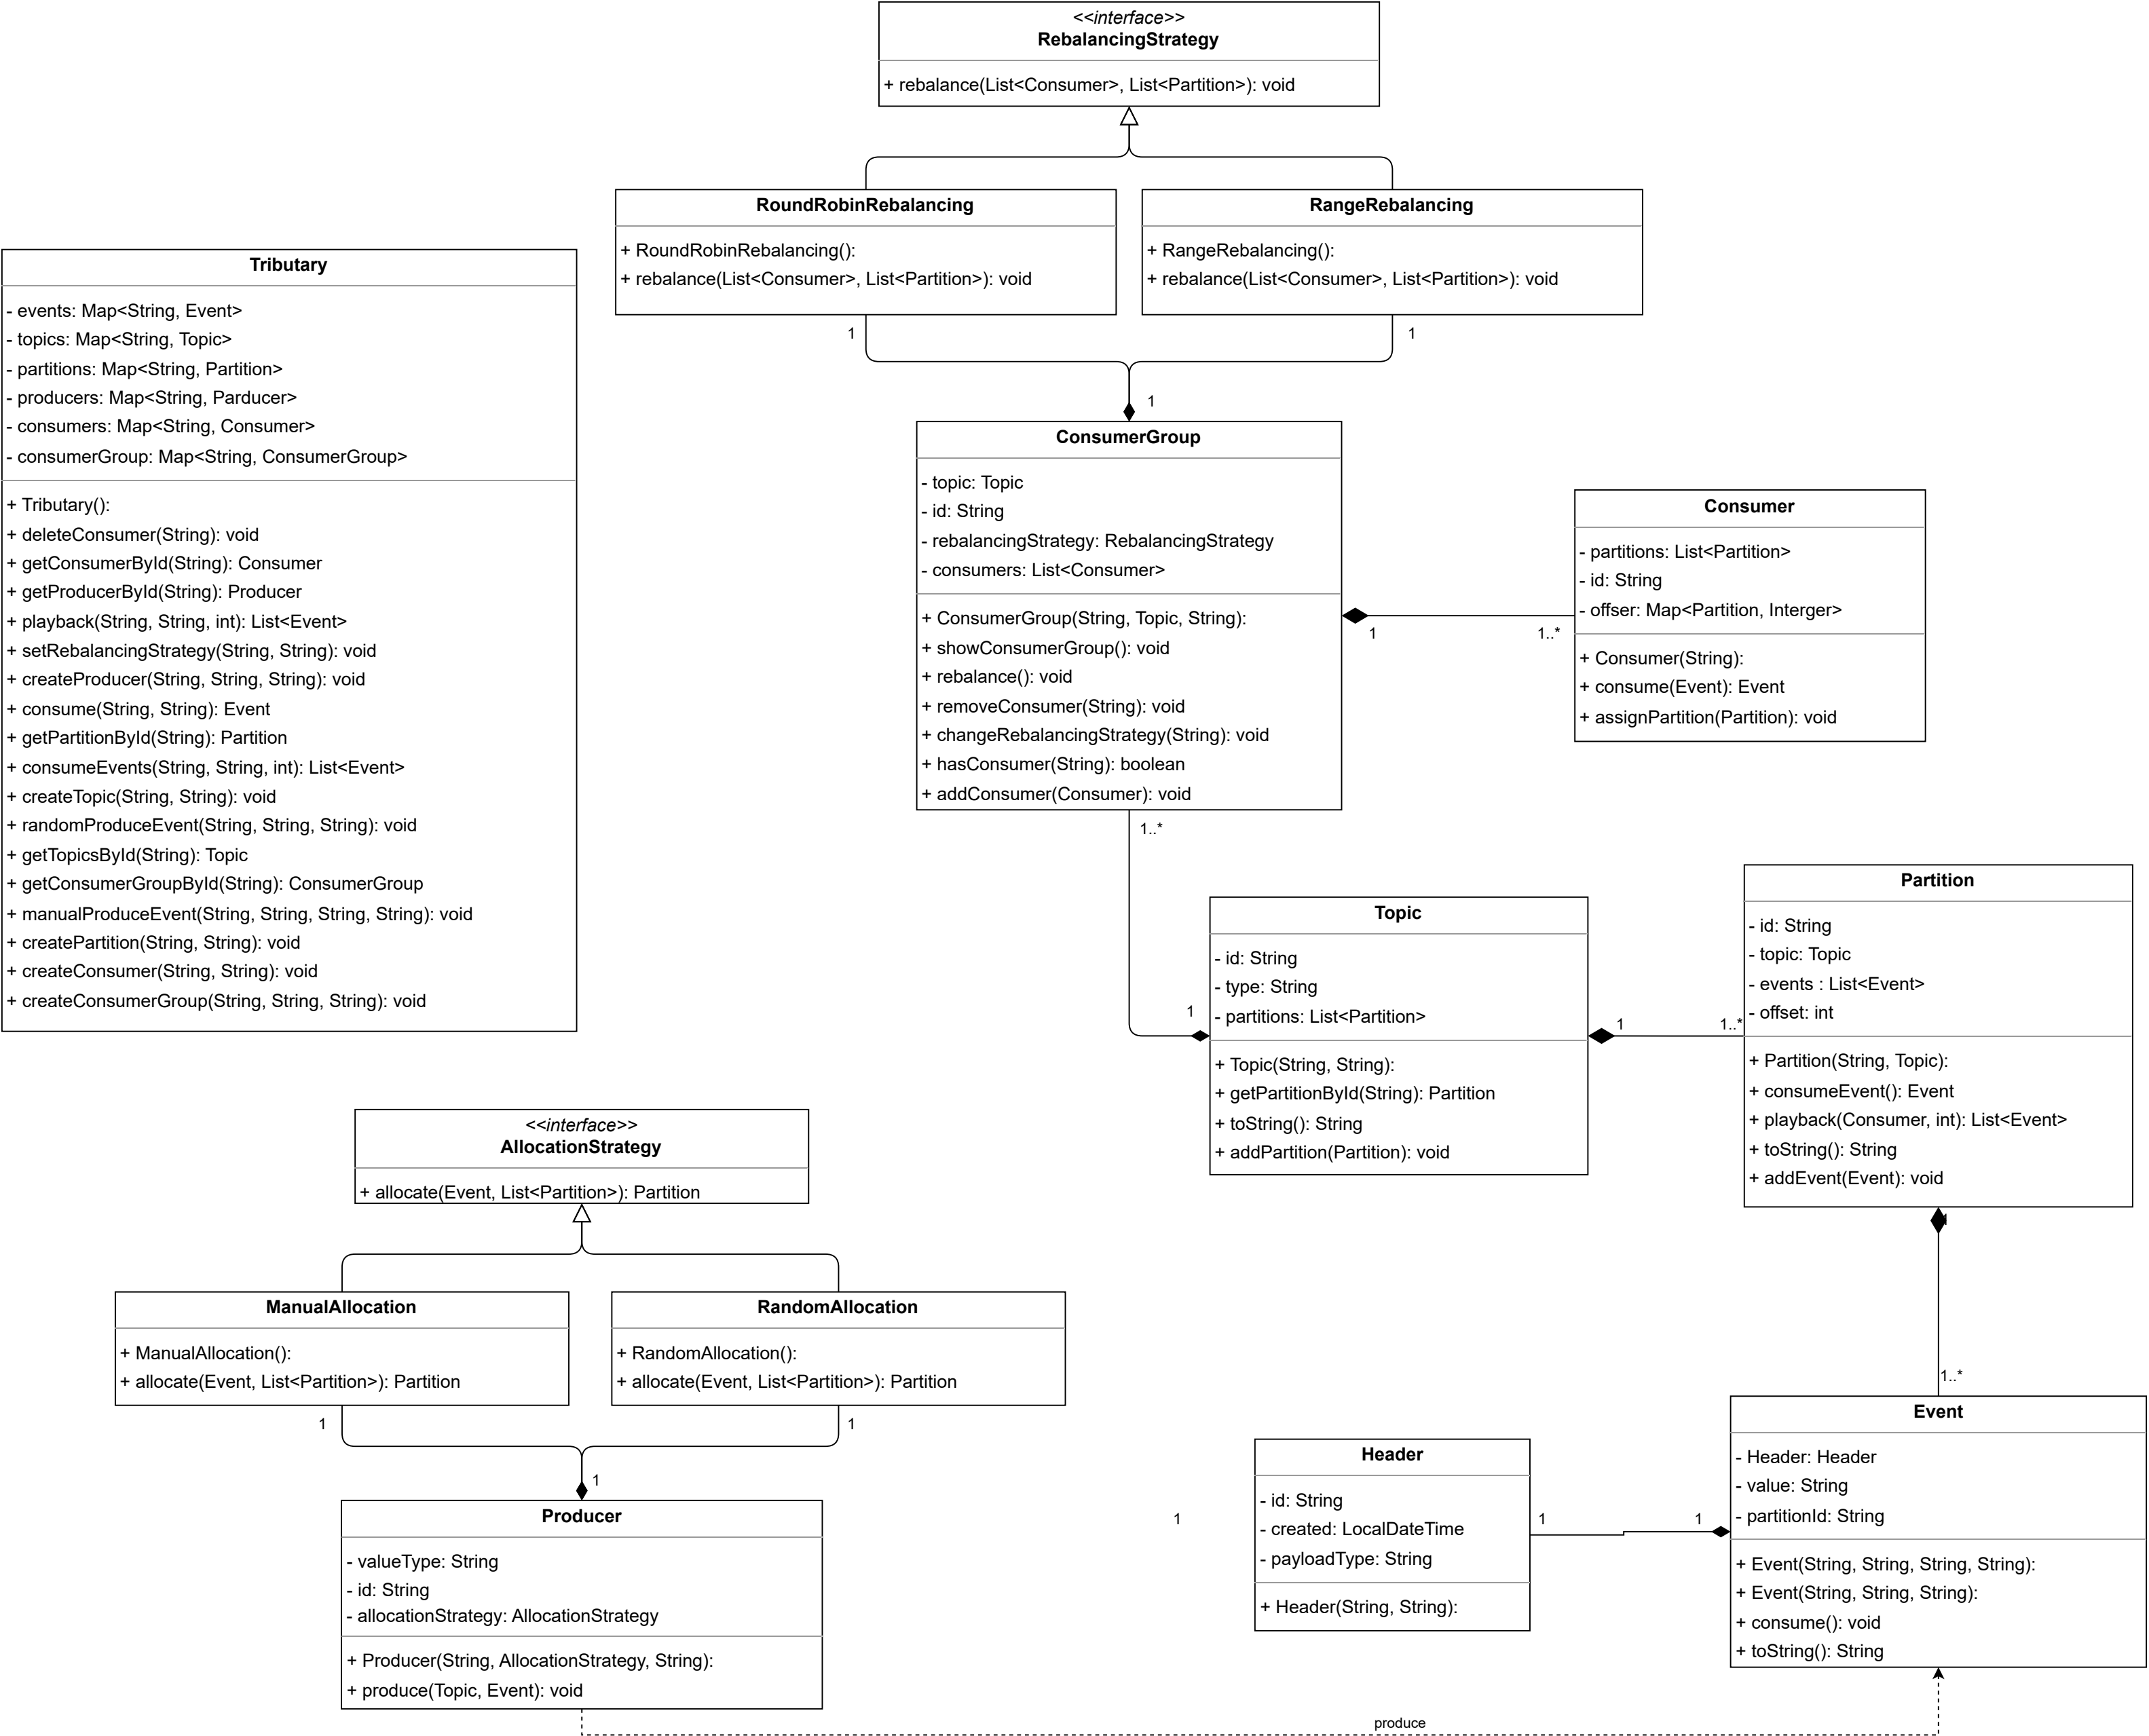 <<interface>>
RebalancingStrategy
+ rebalance(List<Consumer>, List<Partition>): void
RoundRobinRebalancing
+ RoundRobinRebalancing():
+ rebalance(List<Consumer>, List<Partition>): void
1
RangeRebalancing
+ RangeRebalancing():
+ rebalance(List<Consumer>, List<Partition>): void
1
1
Tributary
- events: Map<String, Event>
- topics: Map<String, Topic>
- partitions: Map<String, Partition>
- producers: Map<String, Parducer>
- consumers: Map<String, Consumer>
- consumerGroup: Map<String, ConsumerGroup>
+ Tributary():
+ deleteConsumer(String): void
+ getConsumerById(String): Consumer
+ getProducerById(String): Producer
+ playback(String, String, int): List<Event>
+ setRebalancingStrategy(String, String): void
+ createProducer(String, String, String): void
+ consume(String, String): Event
+ getPartitionById(String): Partition
+ consumeEvents(String, String, int): List<Event>
+ createTopic(String, String): void
+ randomProduceEvent(String, String, String): void
+ getTopicsById(String): Topic
+ getConsumerGroupById(String): ConsumerGroup
+ manualProduceEvent(String, String, String, String): void
+ createPartition(String, String): void
+ createConsumer(String, String): void
+ createConsumerGroup(String, String, String): void
ConsumerGroup
- topic: Topic
- id: String
- rebalancingStrategy: RebalancingStrategy
- consumers: List<Consumer>
+ ConsumerGroup(String, Topic, String):
+ showConsumerGroup(): void
+ rebalance(): void
+ removeConsumer(String): void
+ changeRebalancingStrategy(String): void
+ hasConsumer(String): boolean
+ addConsumer(Consumer): void
1
1..*
Consumer
- partitions: List<Partition>
- id: String
- offser: Map<Partition, Interger>
+ Consumer(String):
+ consume(Event): Event
+ assignPartition(Partition): void
1..*
1
Topic
- id: String
- type: String
- partitions: List<Partition>
+ Topic(String, String):
+ getPartitionById(String): Partition
+ toString(): String
+ addPartition(Partition): void
1
1..*
Partition
- id: String
- topic: Topic
- events : List<Event>
- offset: int
+ Partition(String, Topic):
+ consumeEvent(): Event
+ playback(Consumer, int): List<Event>
+ toString(): String
+ addEvent(Event): void
1..*
<<interface>>
AllocationStrategy
+ allocate(Event, List<Partition>): Partition
ManualAllocation
+ ManualAllocation():
+ allocate(Event, List<Partition>): Partition
1
RandomAllocation
+ RandomAllocation():
+ allocate(Event, List<Partition>): Partition
1
1
Producer
- valueType: String
- id: String
- allocationStrategy: AllocationStrategy
+ Producer(String, AllocationStrategy, String):
+ produce(Topic, Event): void
1
Header
- id: String
- created: LocalDateTime
- payloadType: String
+ Header(String, String):
1
1
Event
- Header: Header
- value: String
- partitionId: String
+ Event(String, String, String, String):
+ Event(String, String, String):
+ consume(): void
+ toString(): String
produce